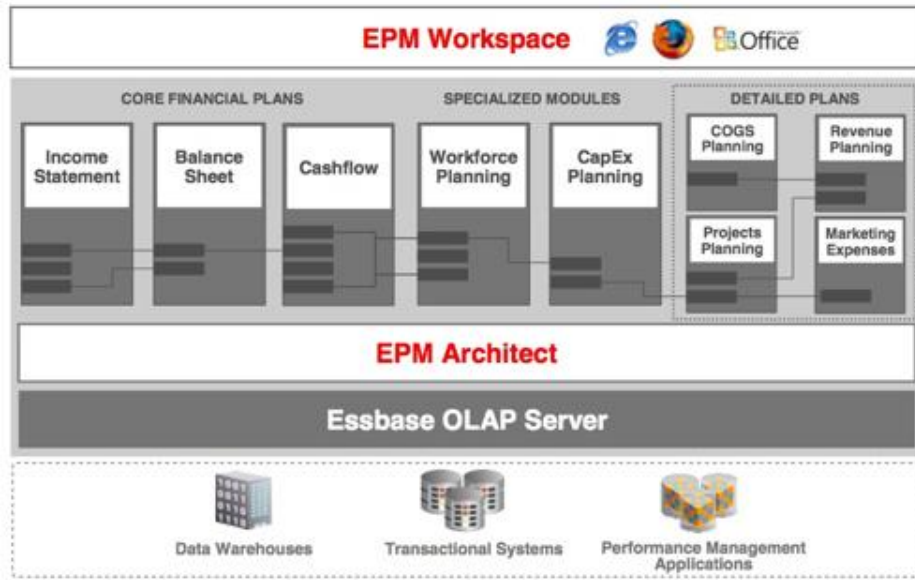 EPM Workspace
Office
CORE FINANCIAL PLANS
SPECIALIZED MODULES
DETAILED PLANS
Income
Statement
Balance
Sheet
Cashflow
Workforce
Planning
CapEx
Planning
COGS
Planning
Revenue
Planning
Projects
Planning
Marketing
Expenses
EPM Architect
Essbase OLAP Server
Data Warehouses
Transactional Systems
Performance Management
Applications